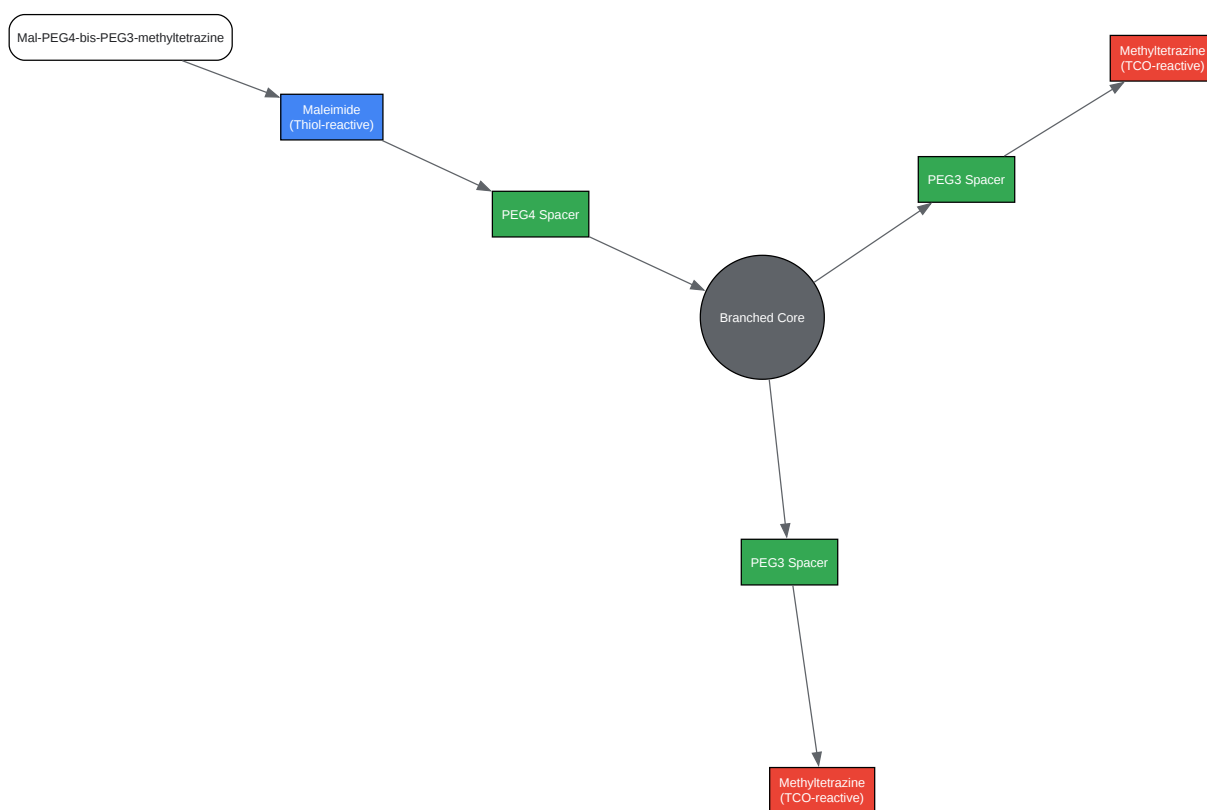 Mal-PEG4-bis-PEG3-methyltetrazine
Maleimide
(Thiol-reactive)
PEG4 Spacer
Branched Core
PEG3 Spacer
Methyltetrazine
(TCO-reactive)
PEG3 Spacer
Methyltetrazine
(TCO-reactive)